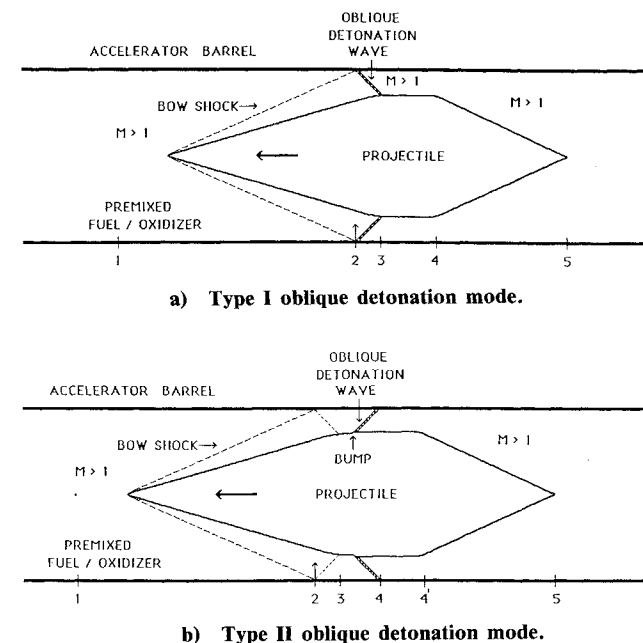 OBLIQUE
DETONATION
WAVE
ACCELERATOR BARREL
M > 1
BOW SHOCK→
M > 1
M > 1
PROJECTILE
PREMIXED
FUEL / OXIDIZER
1
2
3
4
5
a) Type I oblique detonation mode.
OBLIQUE
DETONATION
WAVE
ACCELERATOR BARREL
BOW SHOCK→
M > 1
BUMP
M > 1
PROJECTILE
PREMIXED
FUEL / OXIDIZER
1
2
3
4
4'
5
b) Type II oblique detonation mode.